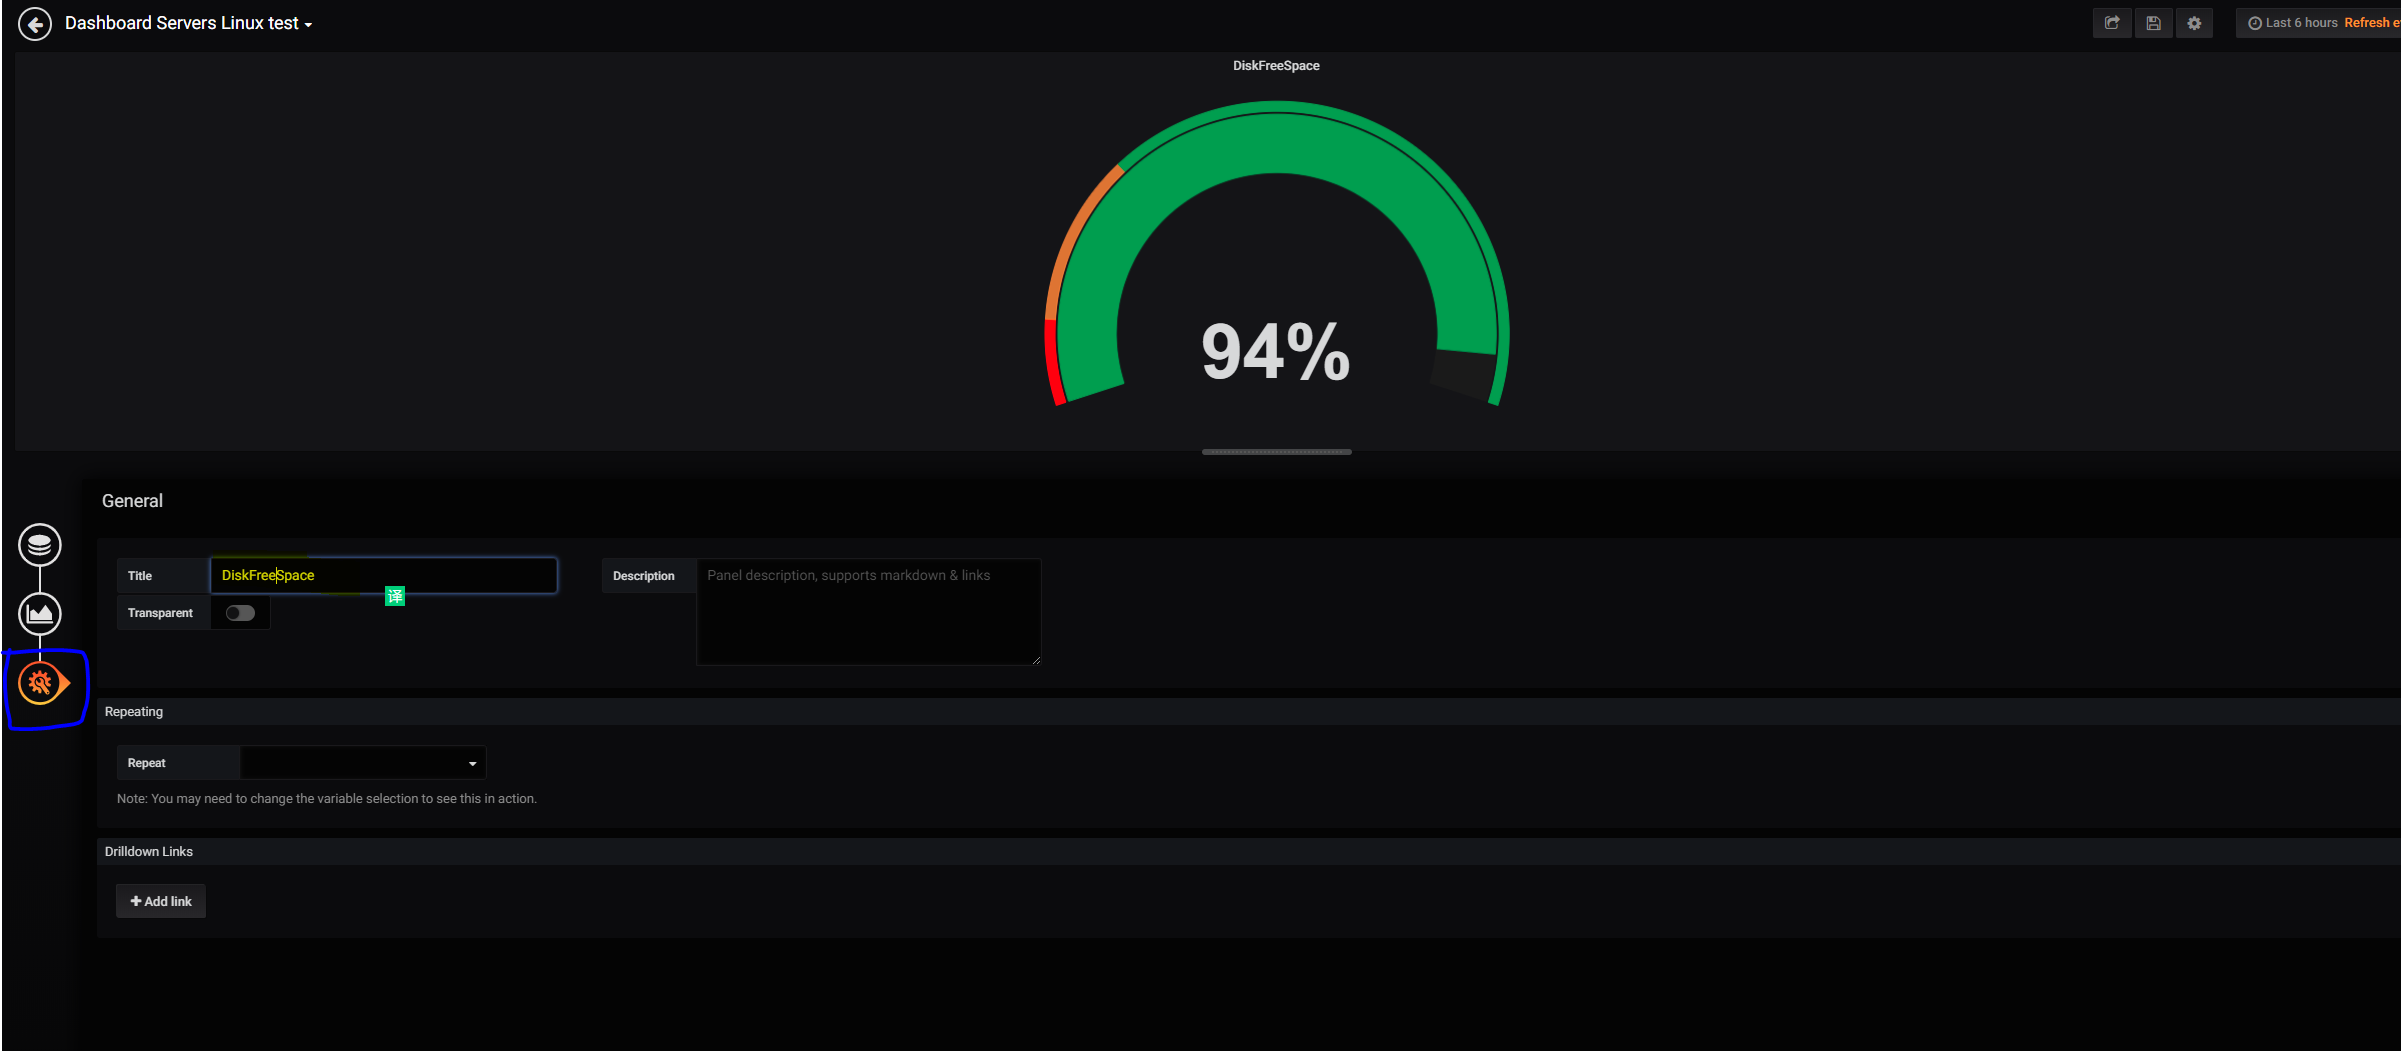 Dashboard Servers Linux test
Last 6 hours Refresh e
DiskFreeSpace
94%
General
Title
DiskFreeSpace
译
Description
Panel description, supports markdown & links
Transparent
Repeating
Repeat
Note: You may need to change the variable selection to see this in action.
Drilldown Links
Add link